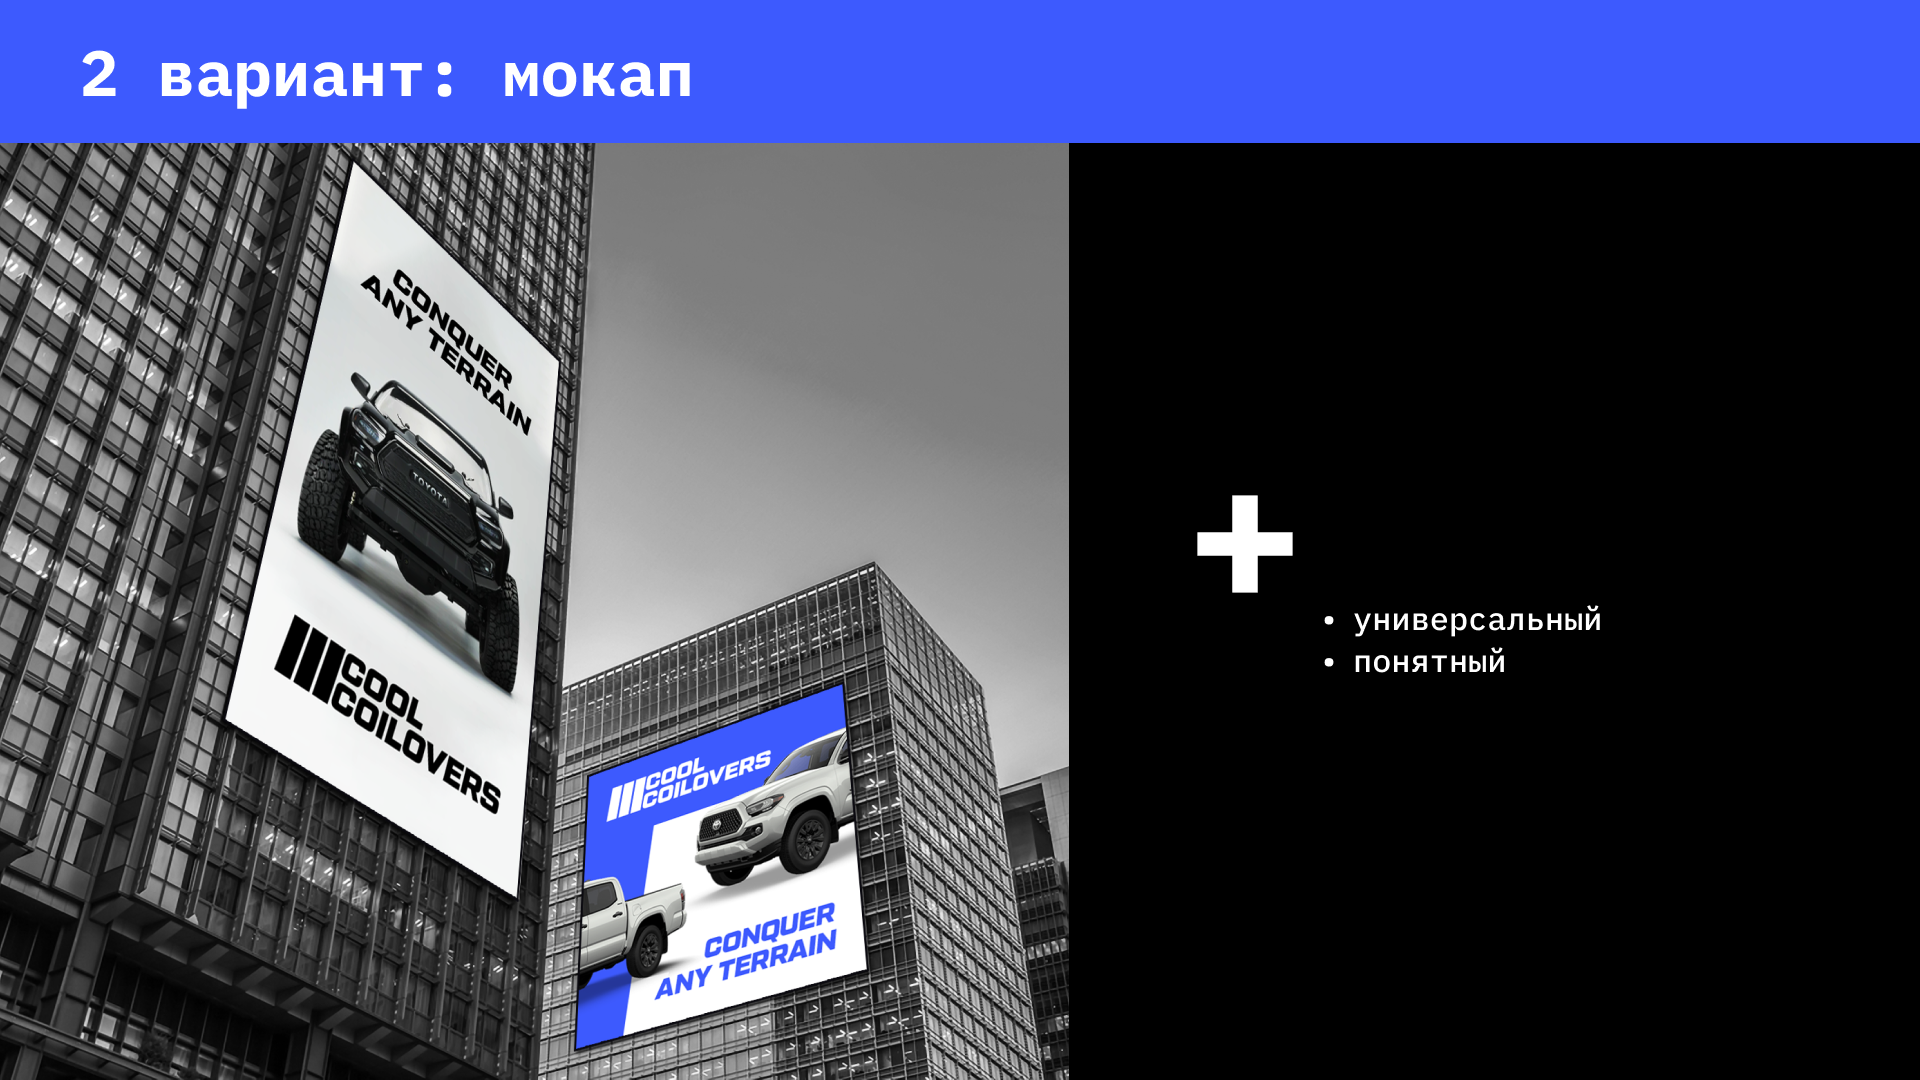 2 вариант: мокап
CONQUER
ANY TERRAIN
TOYOTA
COOL
COILOVERS
COOL
COILOVERS
CONQUER
ANY TERRAIN
+
• универсальный
• понятный